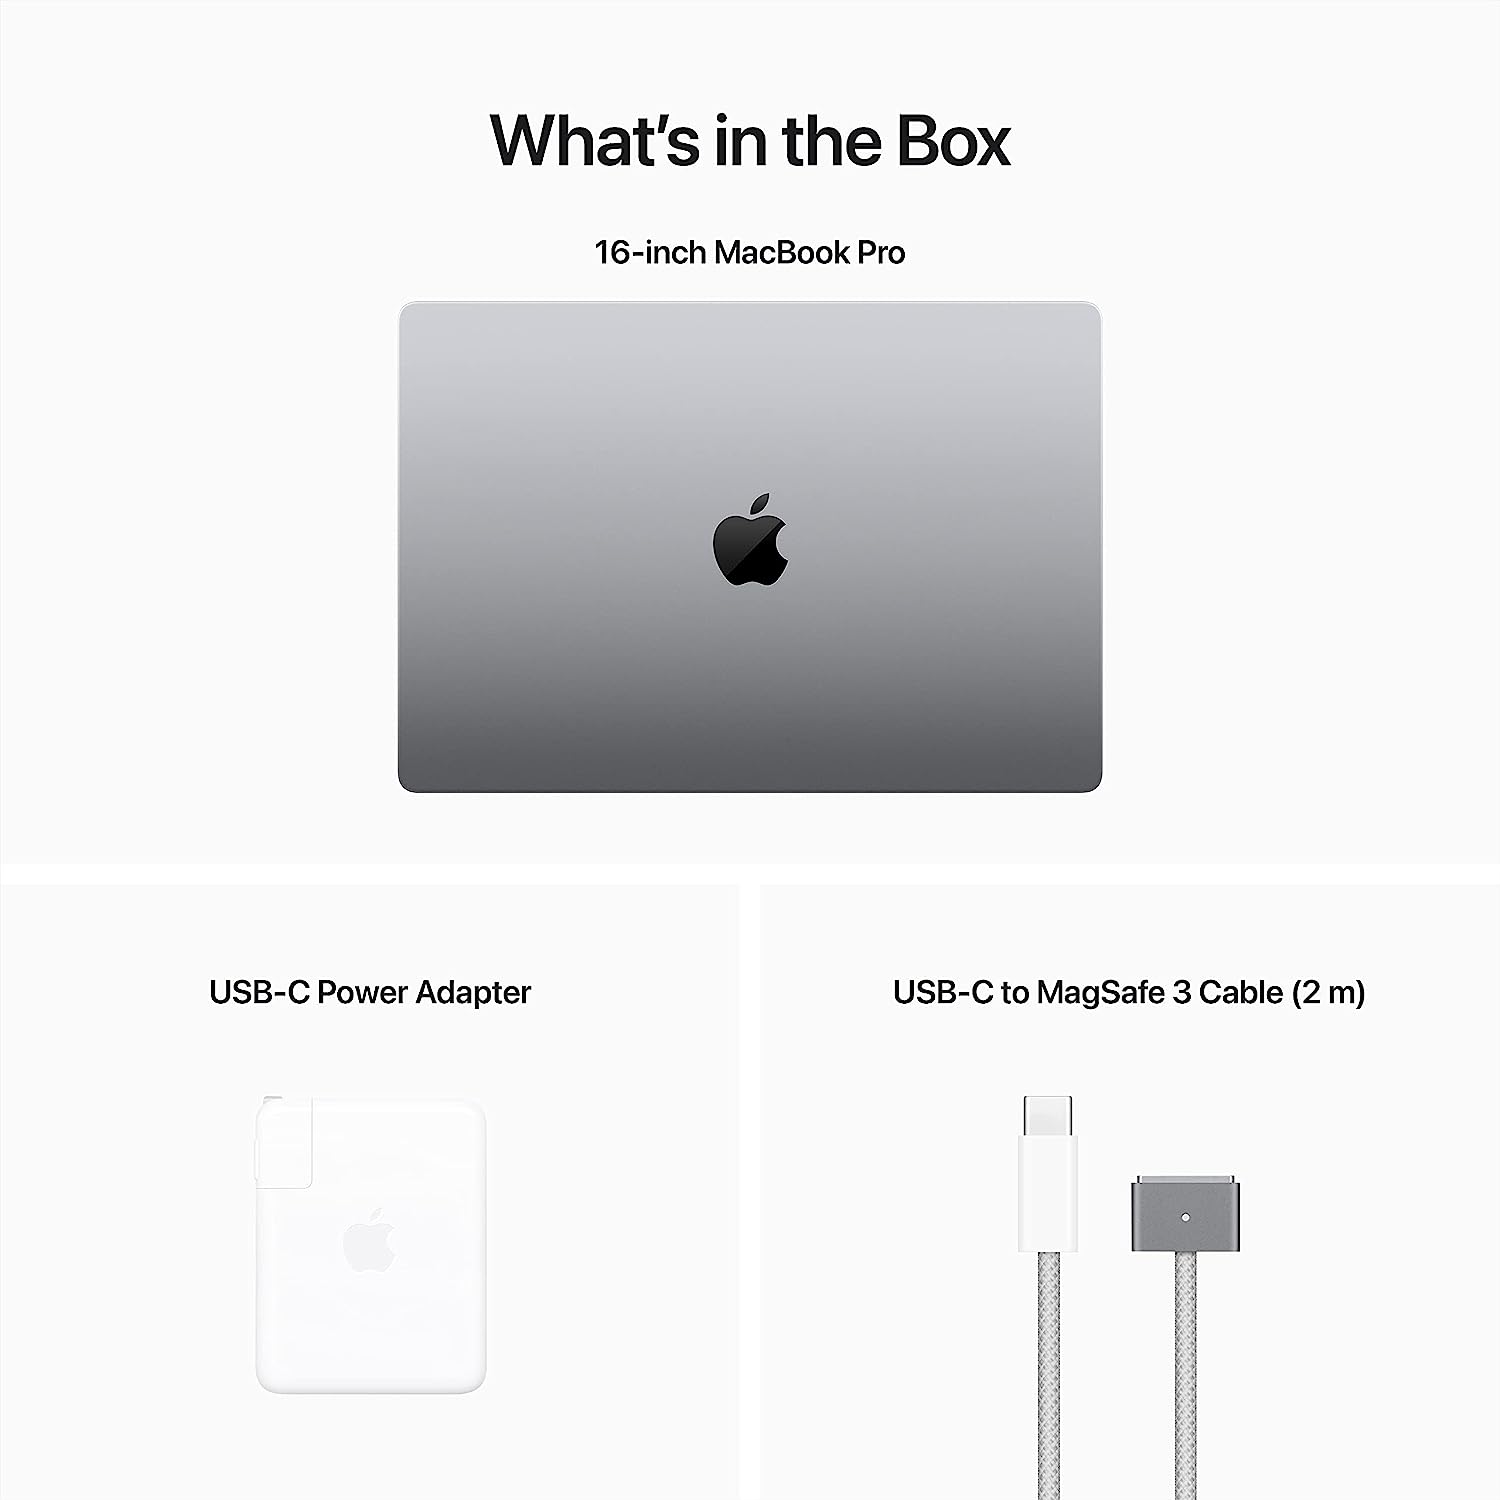 What’s in the Box
16-inch MacBook Pro
USB-C Power Adapter
USB-C to MagSafe 3 Cable (2 m)